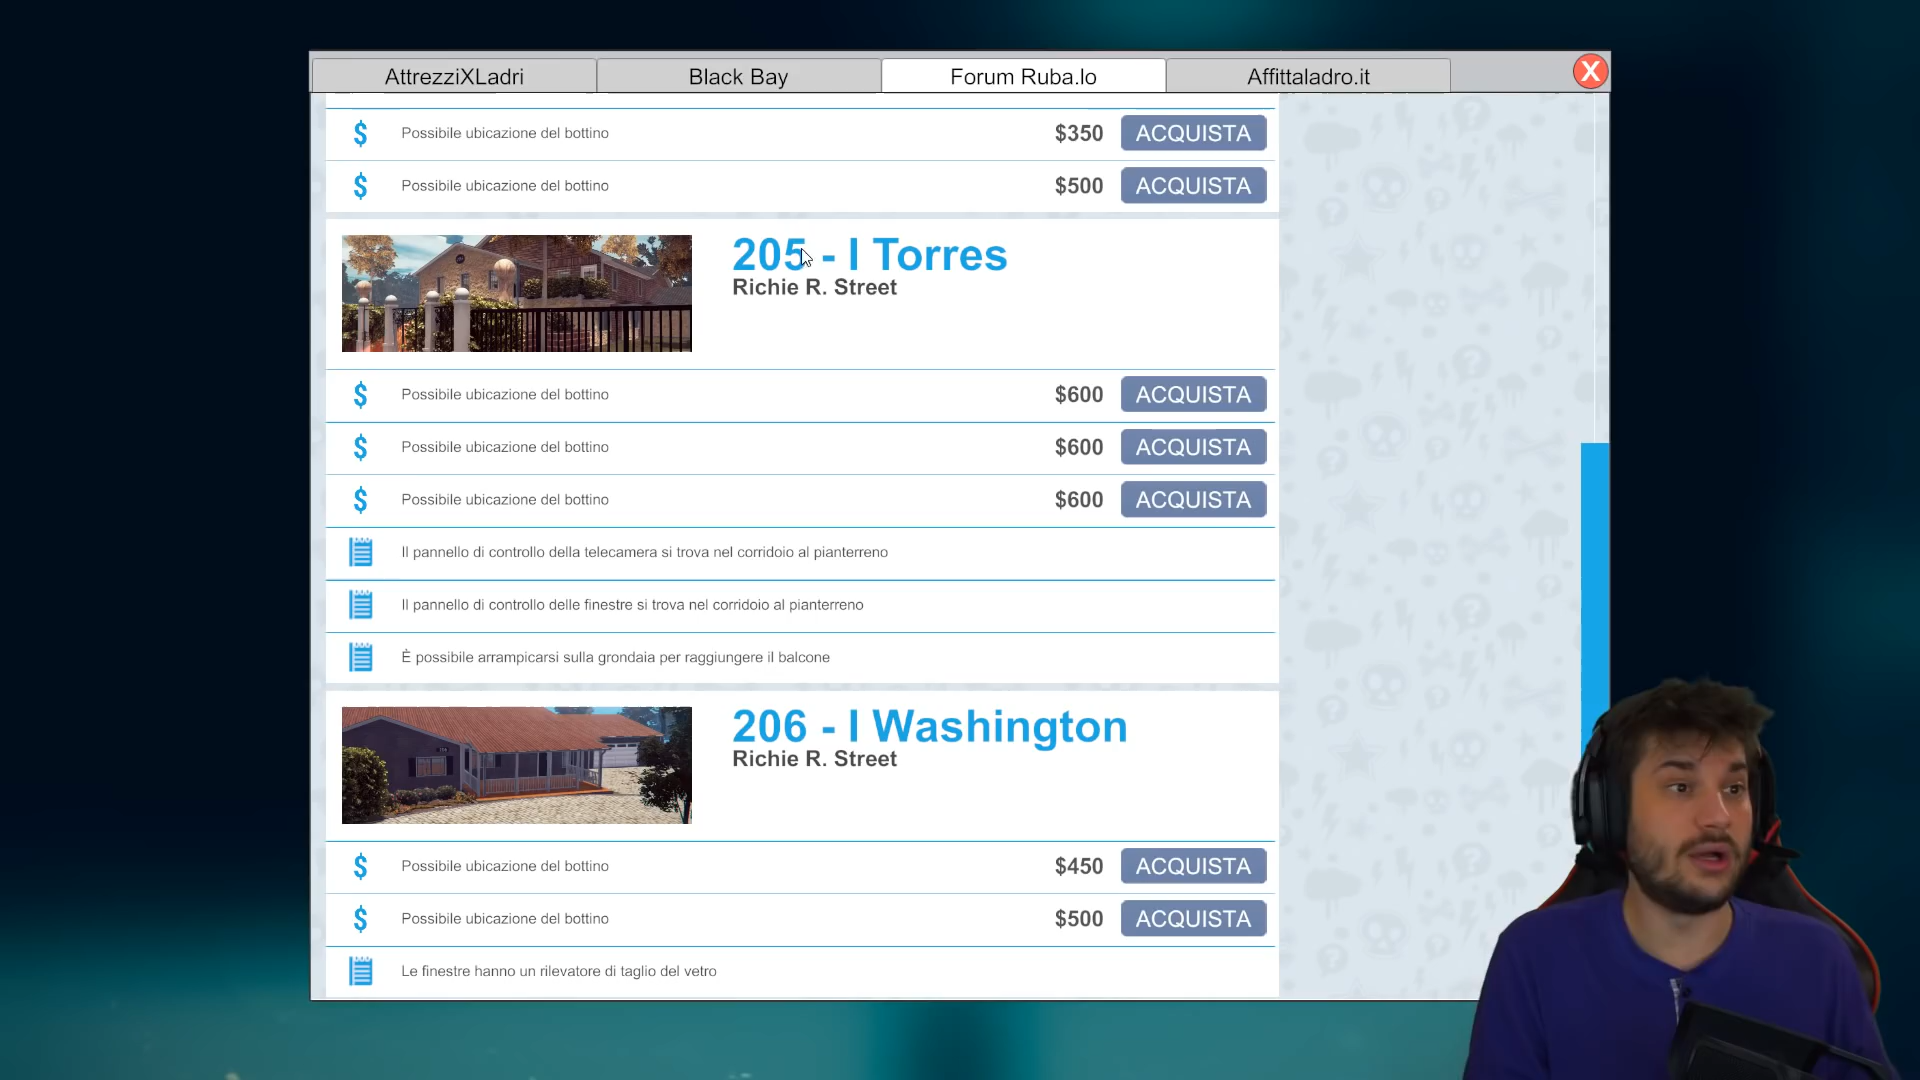 AttrezziXLadri
Black Bay
Forum Ruba.lo
Affittaladro.it
X
$ Possibile ubicazione del bottino $350 ACQUISTA
$ Possibile ubicazione del bottino $500 ACQUISTA
205 - I Torres
Richie R. Street
$ Possibile ubicazione del bottino $600 ACQUISTA
$ Possibile ubicazione del bottino $600 ACQUISTA
$ Possibile ubicazione del bottino $600 ACQUISTA
Il pannello di controllo della telecamera si trova nel corridoio al pianterreno
Il pannello di controllo delle finestre si trova nel corridoio al pianterreno
È possibile arrampicarsi sulla grondaia per raggiungere il balcone
206 - I Washington
Richie R. Street
$ Possibile ubicazione del bottino $450 ACQUISTA
$ Possibile ubicazione del bottino $500 ACQUISTA
Le finestre hanno un rilevatore di taglio del vetro